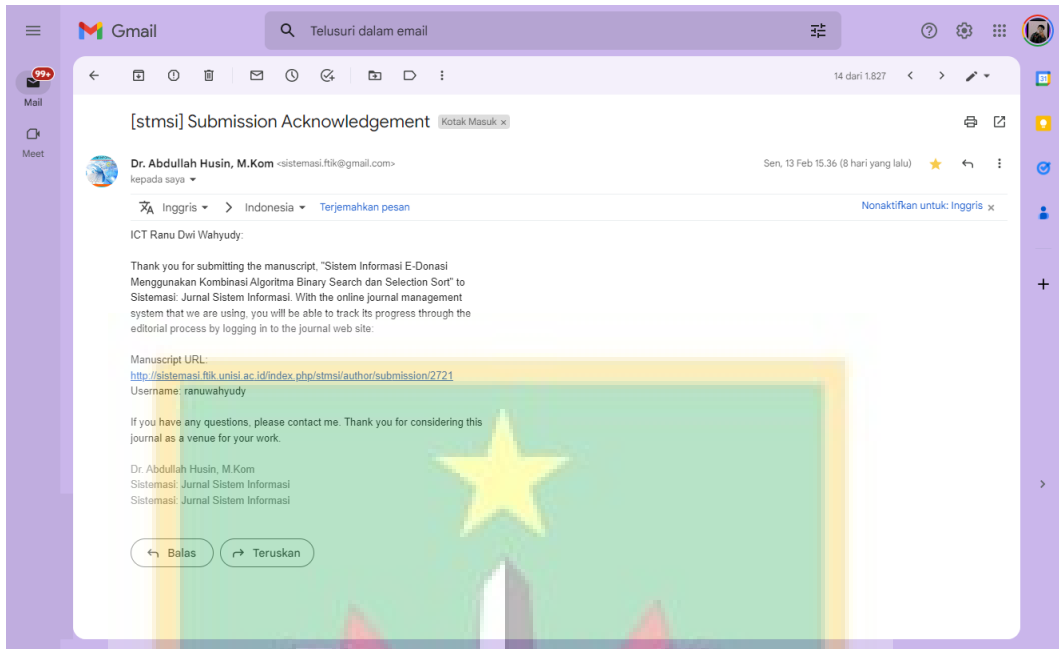 Gmail
Telusuri dalam email
99+
Mail
Meet
14 dari 1.827
31
[stmsi] Submission Acknowledgement Kotak Masuk ×
Dr. Abdullah Husin, M.Kom <sistemasi.ftik@gmail.com>
Sen, 13 Feb 15.36 (8 hari yang lalu)
kepada saya
Inggris > Indonesia Terjemahkan pesan
Nonaktifkan untuk: Inggris ×
ICT Ranu Dwi Wahyudy:
Thank you for submitting the manuscript, "Sistem Informasi E-Donasi
Menggunakan Kombinasi Algoritma Binary Search dan Selection Sort" to
Sistemasi: Jurnal Sistem Informasi. With the online journal management
system that we are using, you will be able to track its progress through the
editorial process by logging in to the journal web site:
Manuscript URL:
http://sistemasi.ftik.unisi.ac.id/index.php/stmsi/author/submission/2721
Username: ranuwahyudy
If you have any questions, please contact me. Thank you for considering this
journal as a venue for your work.
Dr. Abdullah Husin, M.Kom
Sistemasi: Jurnal Sistem Informasi
Sistemasi: Jurnal Sistem Informasi
Balas
Teruskan